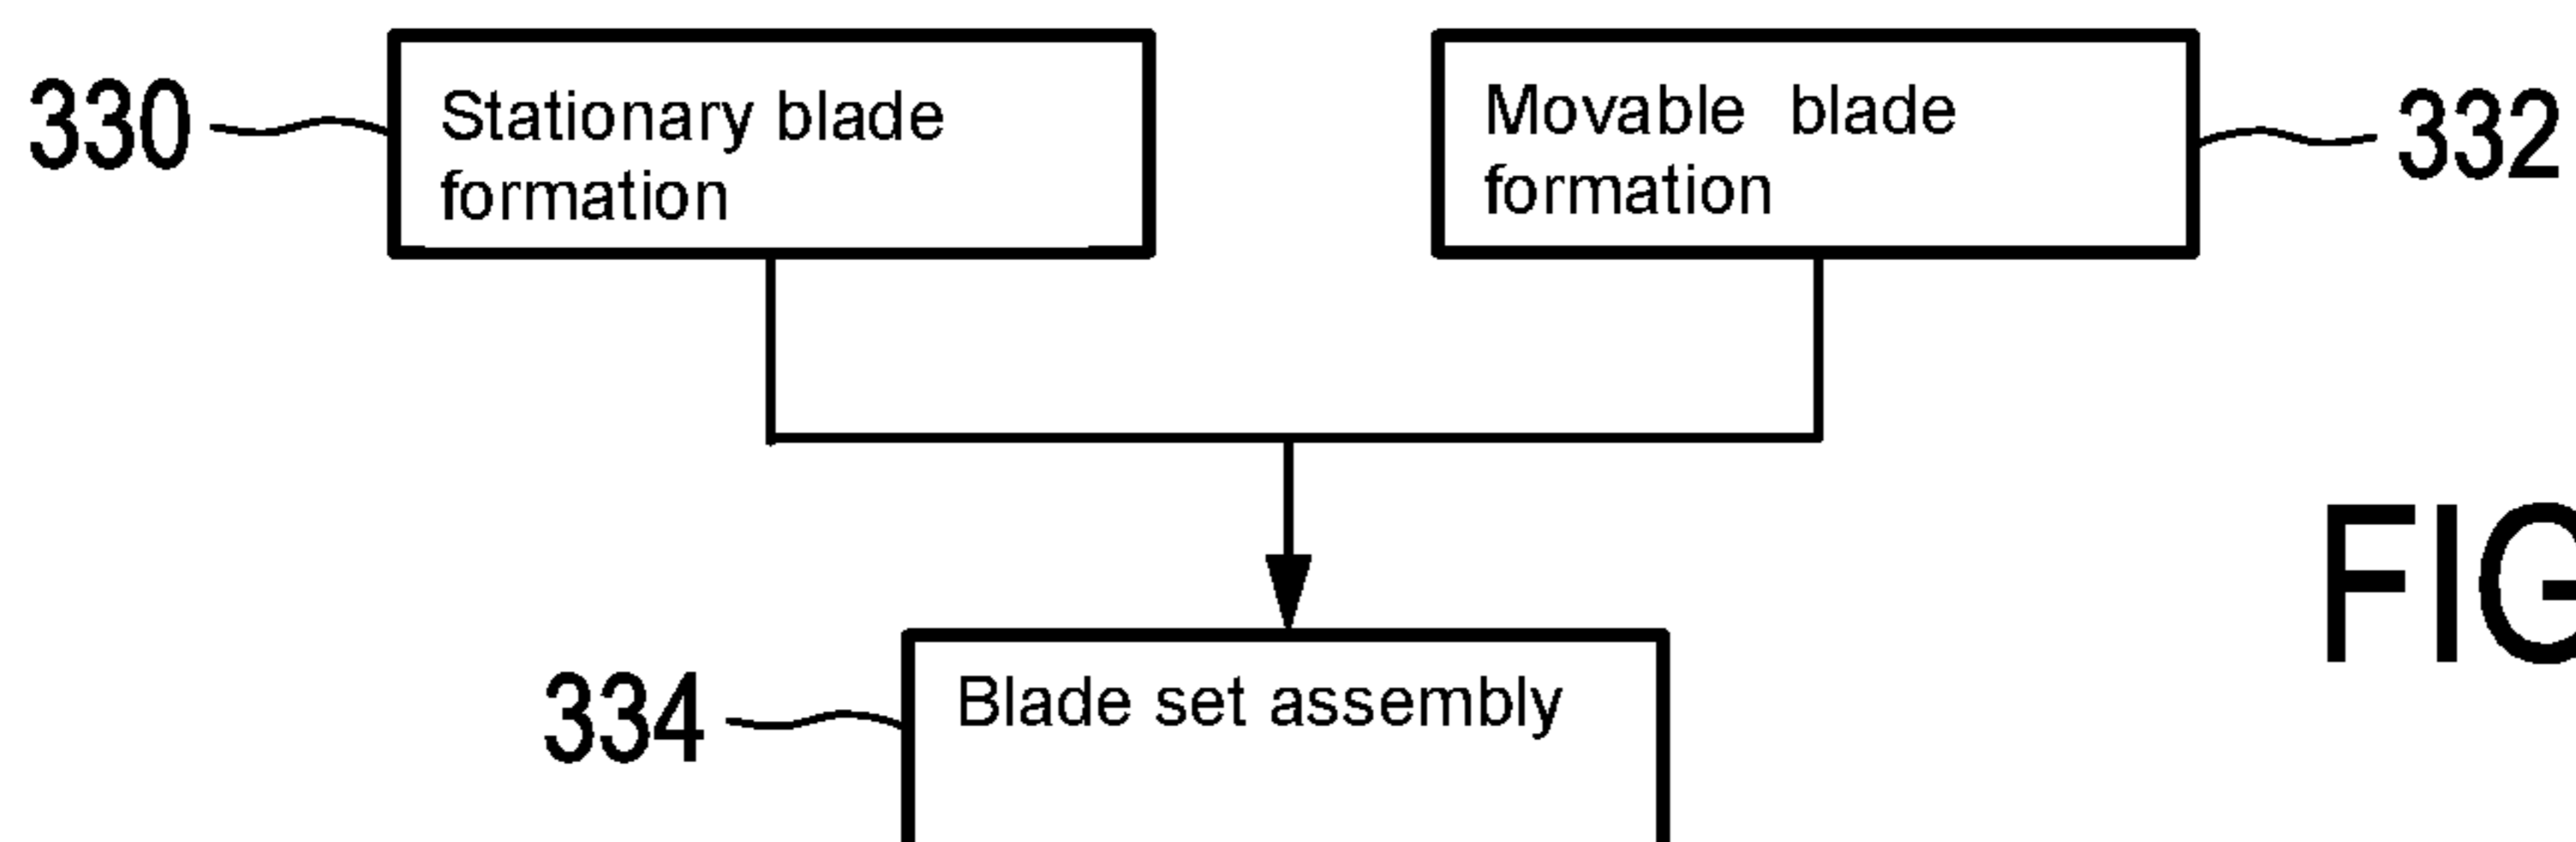 330
Stationary blade
formation
Movable blade
formation
332
FIG
334
Blade set assembly